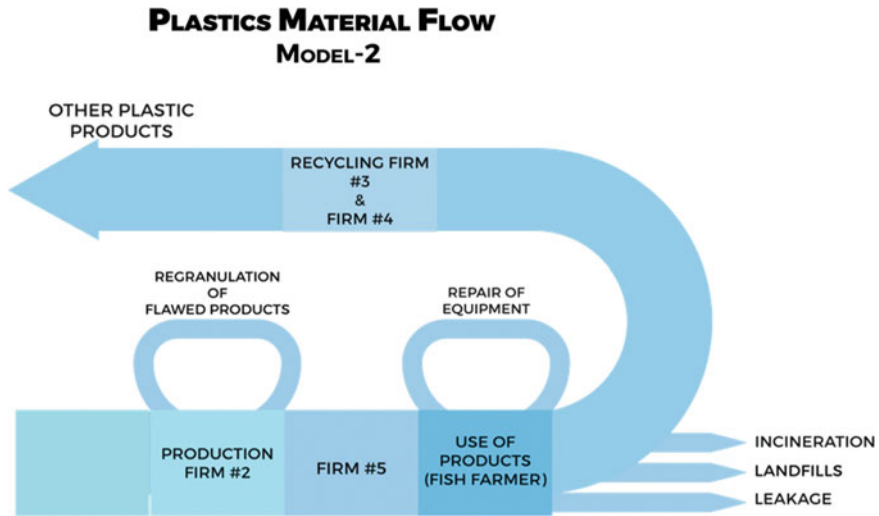 PLASTICS MATERIAL FLOW
MODEL-2
OTHER PLASTIC
PRODUCTS
RECYCLING FIRM
#3
&
FIRM #4
REGRANULATION
OF
FLAWED PRODUCTS
REPAIR OF
EQUIPMENT
PRODUCTION
FIRM #2
FIRM #5
USE OF
PRODUCTS
(FISH FARMER)
INCINERATION
LANDFILLS
LEAKAGE